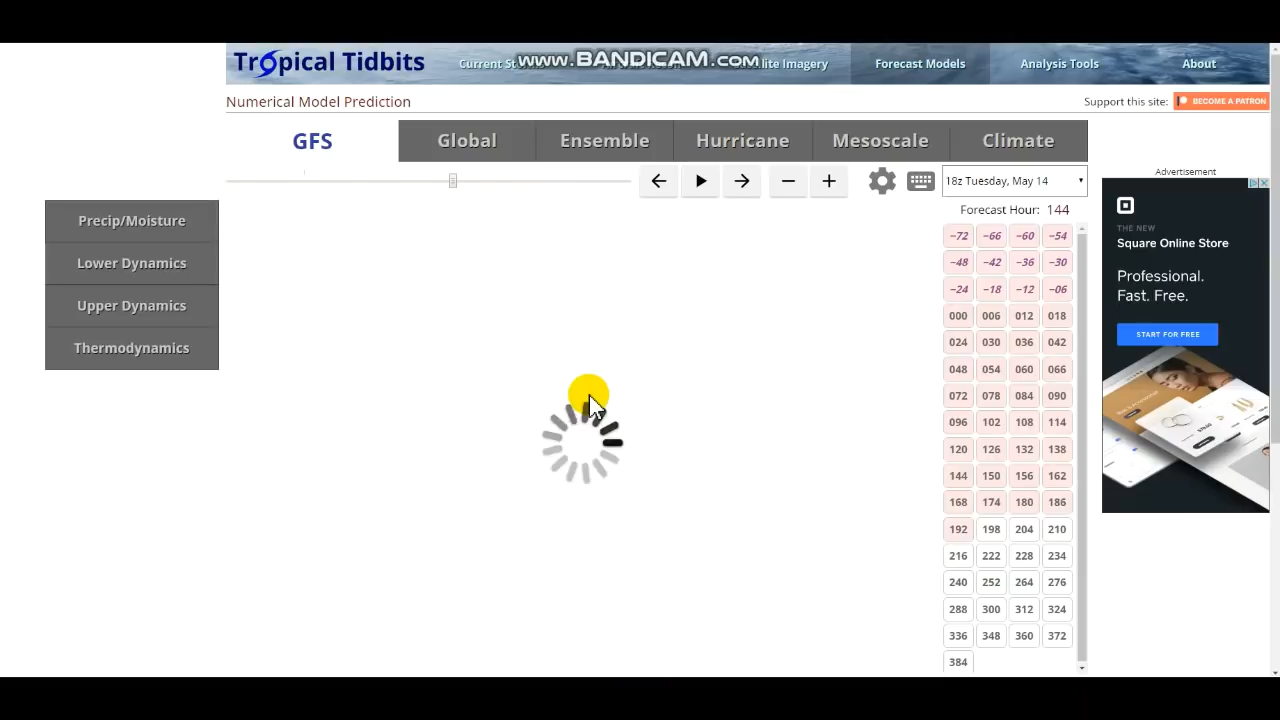 Tropical Tidbits
www.BANDICAM.com
Current St
llite Imagery
Forecast Models
Analysis Tools
About
Numerical Model Prediction
Support this site:
BECOME A PATRON
GFS
Global
Ensemble
Hurricane
Mesoscale
Climate
18z Tuesday, May 14
Forecast Hour: 144
Precip/Moisture
Lower Dynamics
Upper Dynamics
Thermodynamics
−72 −66 −60 −54
−48 −42 −36 −30
−24 −18 −12 −06
000 006 012 018
024 030 036 042
048 054 060 066
072 078 084 090
096 102 108 114
120 126 132 138
144 150 156 162
168 174 180 186
192 198 204 210
216 222 228 234
240 252 264 276
288 300 312 324
336 348 360 372
384
Advertisement
THE NEW
Square Online Store
Professional.
Fast. Free.
START FOR FREE